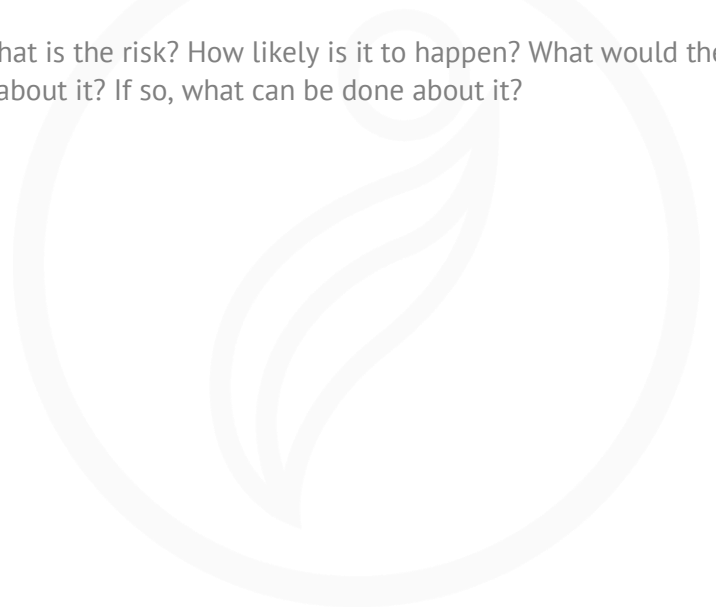 hat is the risk? How likely is it to happen? What would the
about it? If so, what can be done about it?